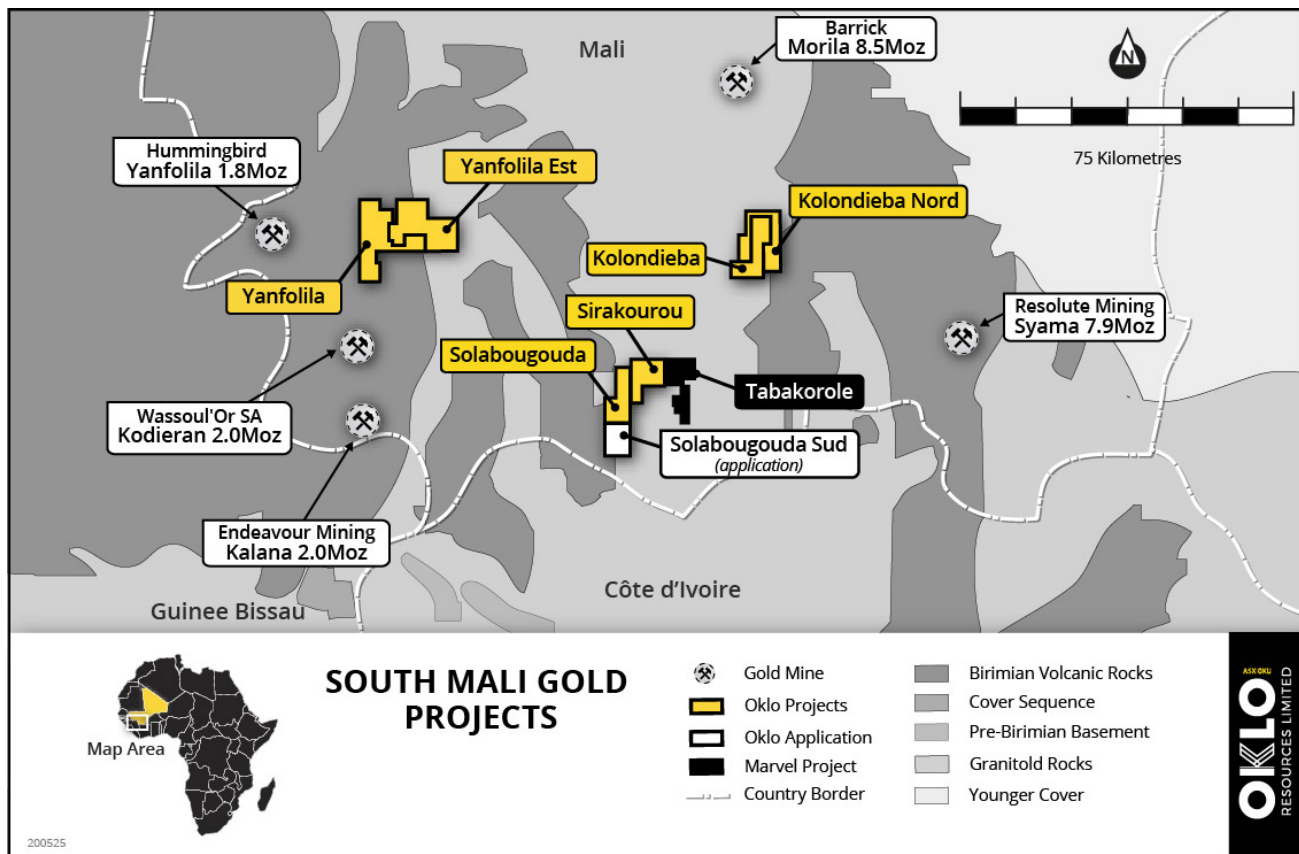 Mali
Barrick
Morila 8.5Moz
N
75 Kilometres
Hummingbird
Yanfolila 1.8Moz
Yanfolila Est
Kolondieba Nord
Kolondieba
Yanfolila
Sirakourou
Resolute Mining
Syama 7.9Moz
Solabougouda
Tabakorole
Wassoul'Or SA
Kodieran 2.0Moz
Solabougouda Sud
(application)
Endeavour Mining
Kalana 2.0Moz
Côte d'Ivoire
Guinee Bissau
Map Area
SOUTH MALI GOLD
PROJECTS
Gold Mine
Oklo Projects
Oklo Application
Marvel Project
Country Border
Birimian Volcanic Rocks
Cover Sequence
Pre-Birimian Basement
Granitold Rocks
Younger Cover
ASX:OKU
OKLO
RESOURCES LIMITED
200525